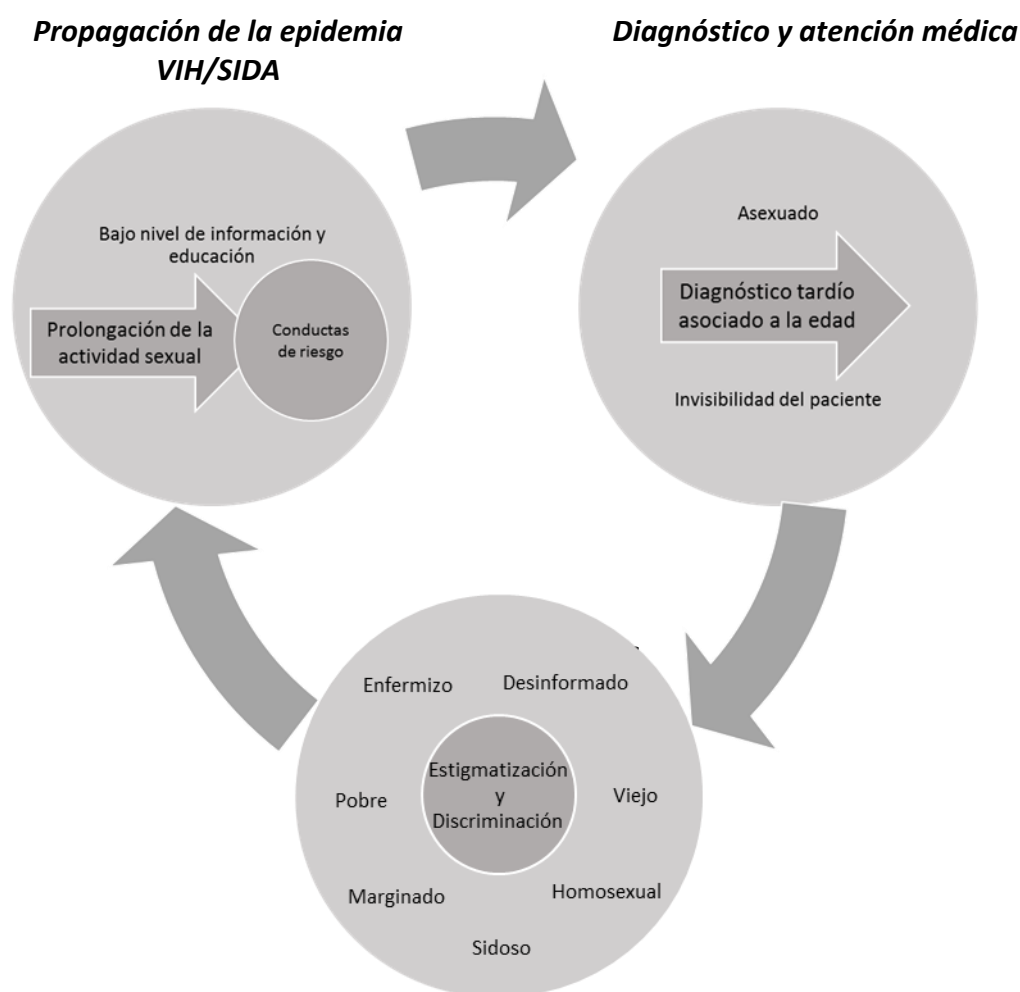 Propagación de la epidemia
VIH/SIDA
Diagnóstico y atención médica
Bajo nivel de información y
educación
Prolongación de la
actividad sexual
Conductas
de riesgo
Asexuado
Diagnóstico tardío
asociado a la edad
Invisibilidad del paciente
Enfermizo
Desinformado
Estigmatización
y
Discriminación
Pobre
Viejo
Marginado
Homosexual
Sidoso